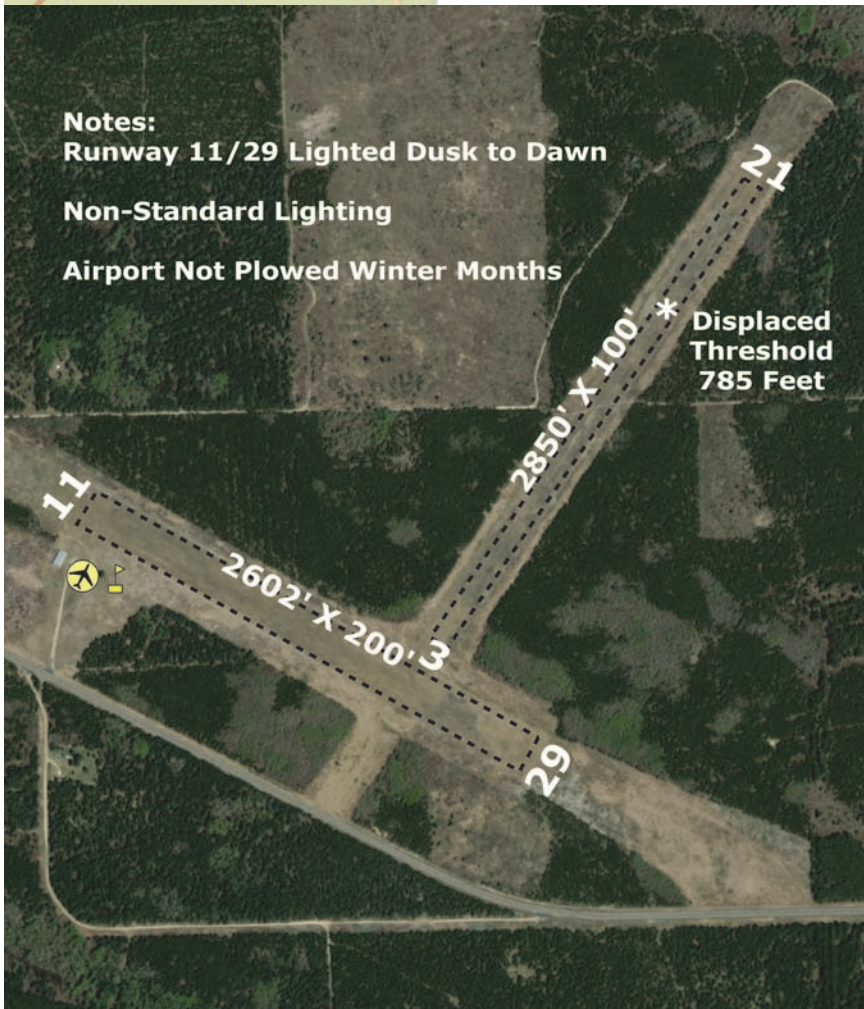 Notes:
Runway 11/29 Lighted Dusk to Dawn
Non-Standard Lighting
Airport Not Plowed Winter Months
21
*
Displaced
Threshold
785 Feet
2850' X 100'
11
2602' X 200'
3
29